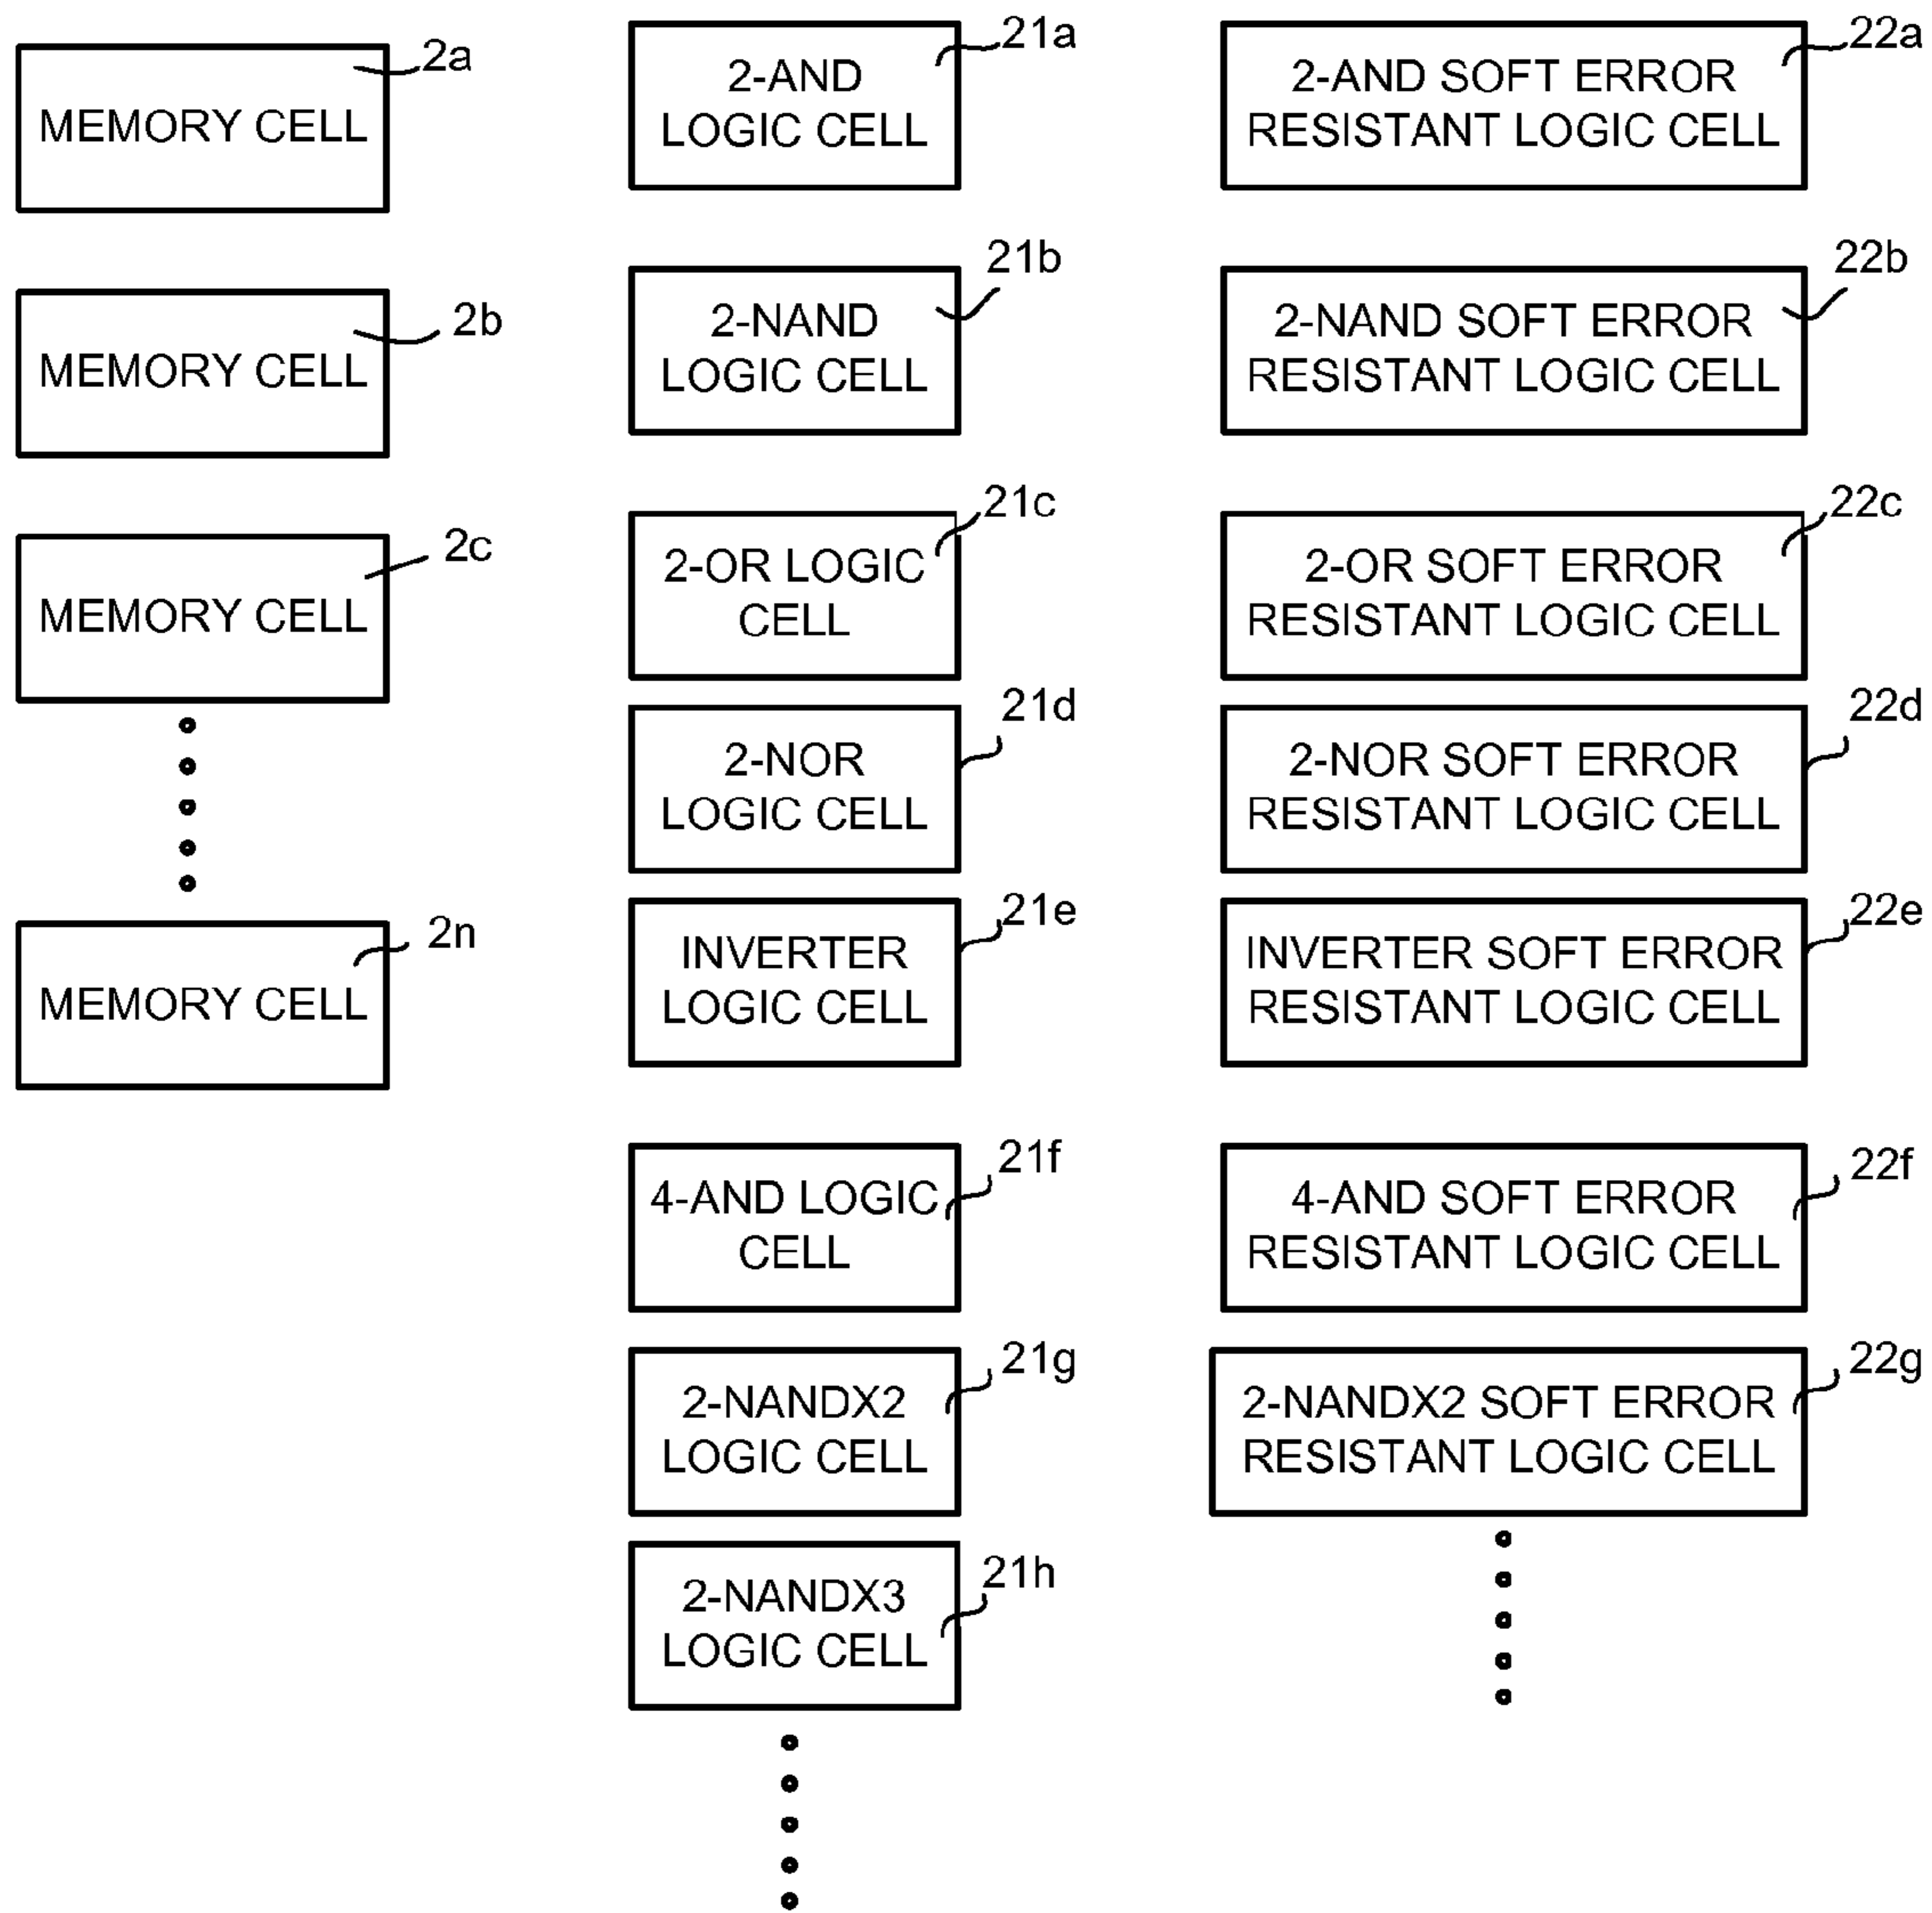 2a
MEMORY CELL
2b
MEMORY CELL
2c
MEMORY CELL
2n
MEMORY CELL
21a
2-AND
LOGIC CELL
21b
2-NAND
LOGIC CELL
21c
2-OR LOGIC
CELL
21d
2-NOR
LOGIC CELL
21e
INVERTER
LOGIC CELL
21f
4-AND LOGIC
CELL
21g
2-NANDX2
LOGIC CELL
21h
2-NANDX3
LOGIC CELL
22a
2-AND SOFT ERROR
RESISTANT LOGIC CELL
22b
2-NAND SOFT ERROR
RESISTANT LOGIC CELL
22c
2-OR SOFT ERROR
RESISTANT LOGIC CELL
22d
2-NOR SOFT ERROR
RESISTANT LOGIC CELL
22e
INVERTER SOFT ERROR
RESISTANT LOGIC CELL
22f
4-AND SOFT ERROR
RESISTANT LOGIC CELL
22g
2-NANDX2 SOFT ERROR
RESISTANT LOGIC CELL